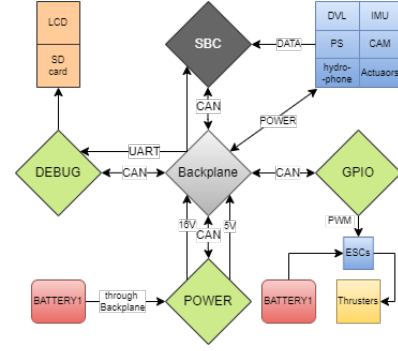 LCD
SD
card
SBC
DATA
DVL
IMU
PS
CAM
hydro-
-phone
Actuaors
CAN
POWER
UART
DEBUG
CAN
Backplane
CAN
GPIO
16V
CAN
5V
PWM
ESCs
BATTERY1
through
Backplane
POWER
BATTERY1
Thrusters